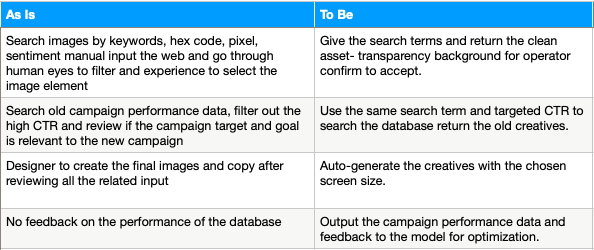 As Is
To Be
Search images by keywords, hex code, pixel,
sentiment manual input the web and go through
human eyes to filter and experience to select the
image element
Give the search terms and return the clean
asset- transparency background for operator
confirm to accept.
Search old campaign performance data, filter out the
high CTR and review if the campaign target and goal
is relevant to the new campaign
Use the same search term and targeted CTR to
search the database return the old creatives.
Designer to create the final images and copy after
reviewing all the related input
Auto-generate the creatives with the chosen
screen size.
No feedback on the performance of the database
Output the campaign performance data and
feedback to the model for optimization.